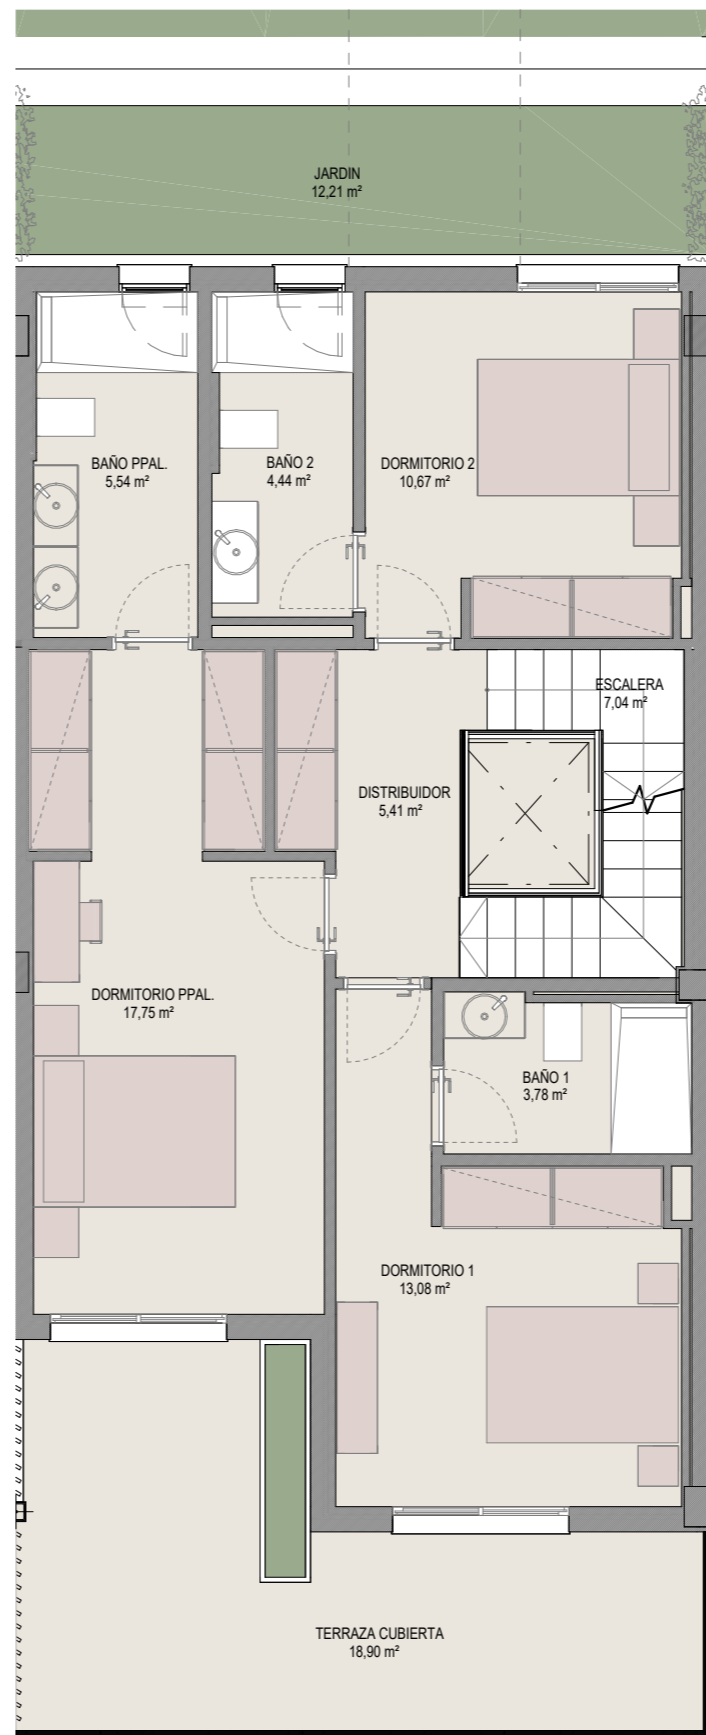 JARDIN
12,21 m²
BAÑO PPAL.
5,54 m²
BAÑO 2
4,44 m²
DORMITORIO 2
10,67 m²
ESCALERA
7,04 m²
DISTRIBUIDOR
5,41 m²
DORMITORIO PPAL.
17,75 m²
BAÑO 1
3,78 m²
DORMITORIO 1
13,08 m²
TERRAZA CUBIERTA
18,90 m²